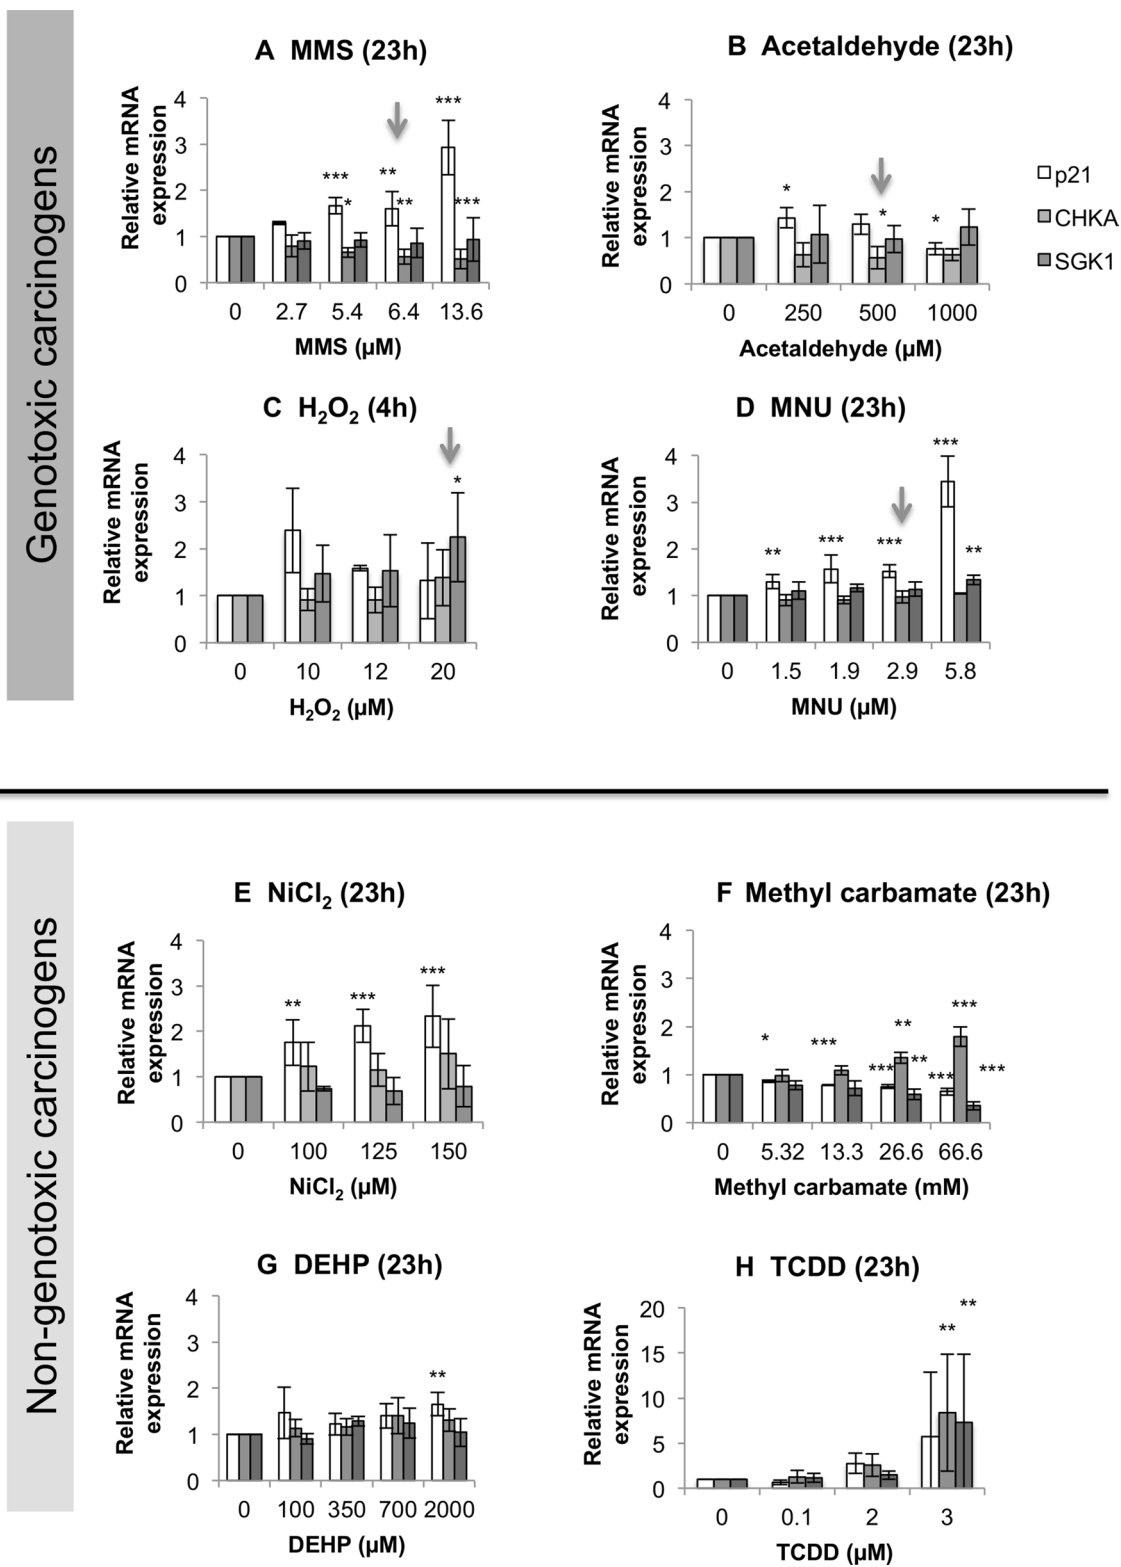 Genotoxic carcinogens
A MMS (23h)
Relative mRNA
expression
4
3
2
1
0
***
*
**
**
***
***
0 2.7 5.4 6.4 13.6
MMS (µM)
B Acetaldehyde (23h)
Relative mRNA
expression
4
3
2
1
0
*
*
*
0 250 500 1000
Acetaldehyde (µM)
p21
CHKA
SGK1
C H₂O₂ (4h)
Relative mRNA
expression
4
3
2
1
0
*
0 10 12 20
H₂O₂ (µM)
D MNU (23h)
Relative mRNA
expression
4
3
2
1
0
**
***
***
***
**
0 1.5 1.9 2.9 5.8
MNU (µM)
Non-genotoxic carcinogens
E NiCl₂ (23h)
Relative mRNA
expression
4
3
2
1
0
**
***
***
0 100 125 150
NiCl₂ (µM)
F Methyl carbamate (23h)
Relative mRNA
expression
4
3
2
1
0
*
***
***
**
**
***
***
***
0 5.32 13.3 26.6 66.6
Methyl carbamate (mM)
G DEHP (23h)
Relative mRNA
expression
4
3
2
1
0
**
0 100 350 700 2000
DEHP (µM)
H TCDD (23h)
Relative mRNA
expression
20
15
10
5
0
**
**
0 0.1 2 3
TCDD (µM)